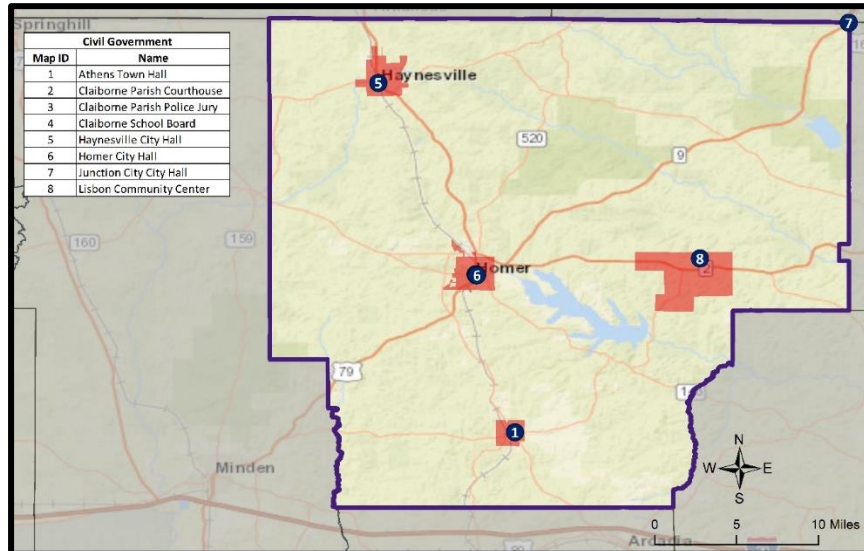 Springhill
Civil Government
Map ID Name
1 Athens Town Hall
2 Claiborne Parish Courthouse
3 Claiborne Parish Police Jury
4 Claiborne School Board
5 Haynesville City Hall
6 Homer City Hall
7 Junction City City Hall
8 Lisbon Community Center
7
Haynesville
5
520
9
160
159
8
2
Homer
6
79
1
Minden
N
W E
S
0 5 10 Miles
Arcadia